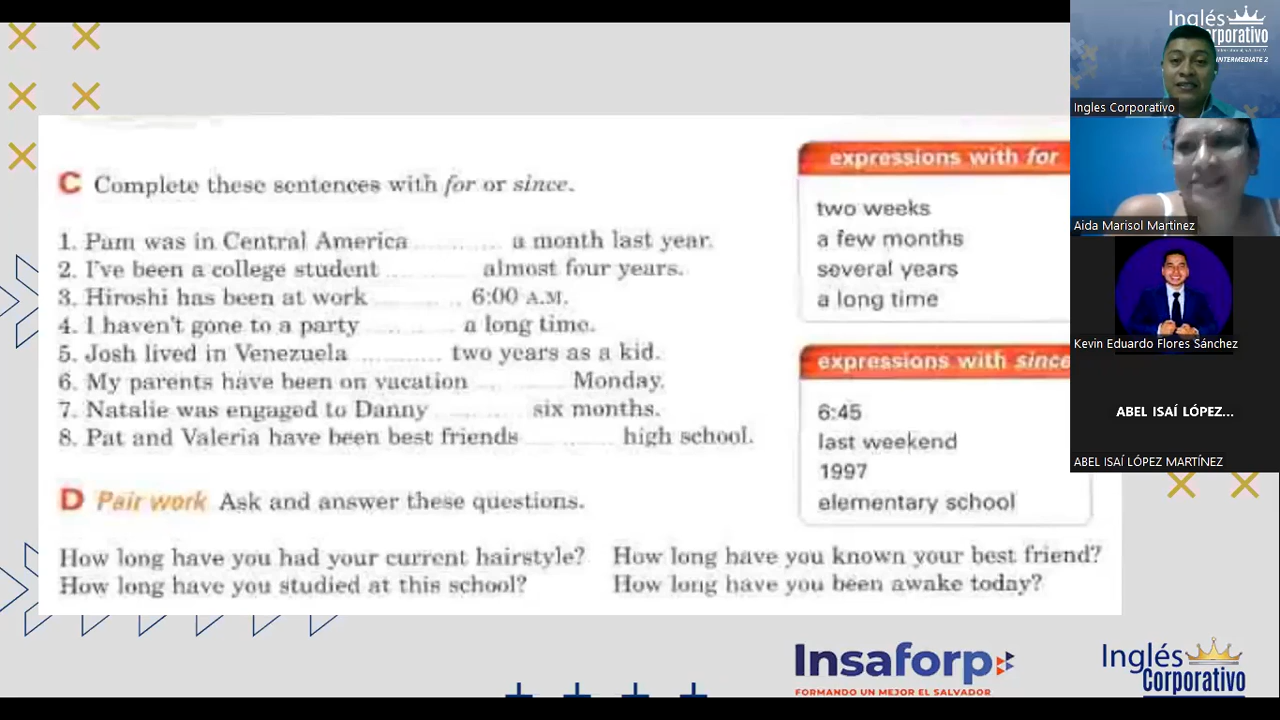 C Complete these sentences with for or since.
1. Pam was in Central America .......... a month last year.
2. I've been a college student .......... almost four years.
3. Hiroshi has been at work .......... 6:00 A.M.
4. I haven't gone to a party .......... a long time.
5. Josh lived in Venezuela .......... two years as a kid.
6. My parents have been on vacation .......... Monday.
7. Natalie was engaged to Danny .......... six months.
8. Pat and Valeria have been best friends .......... high school.
expressions with for
two weeks
a few months
several years
a long time
expressions with since
6:45
last weekend
1997
elementary school
D Pair work Ask and answer these questions.
How long have you had your current hairstyle?
How long have you studied at this school?
How long have you known your best friend?
How long have you been awake today?
Insaforp
FORMANDO UN MEJOR EL SALVADOR
Inglés
Corporativo
Inglés
Corporativo
INTERMEDIATE 2
Ingles Corporativo
Aida Marisol Martinez
Kevin Eduardo Flores Sánchez
ABEL ISAÍ LÓPEZ...
ABEL ISAÍ LÓPEZ MARTÍNEZ